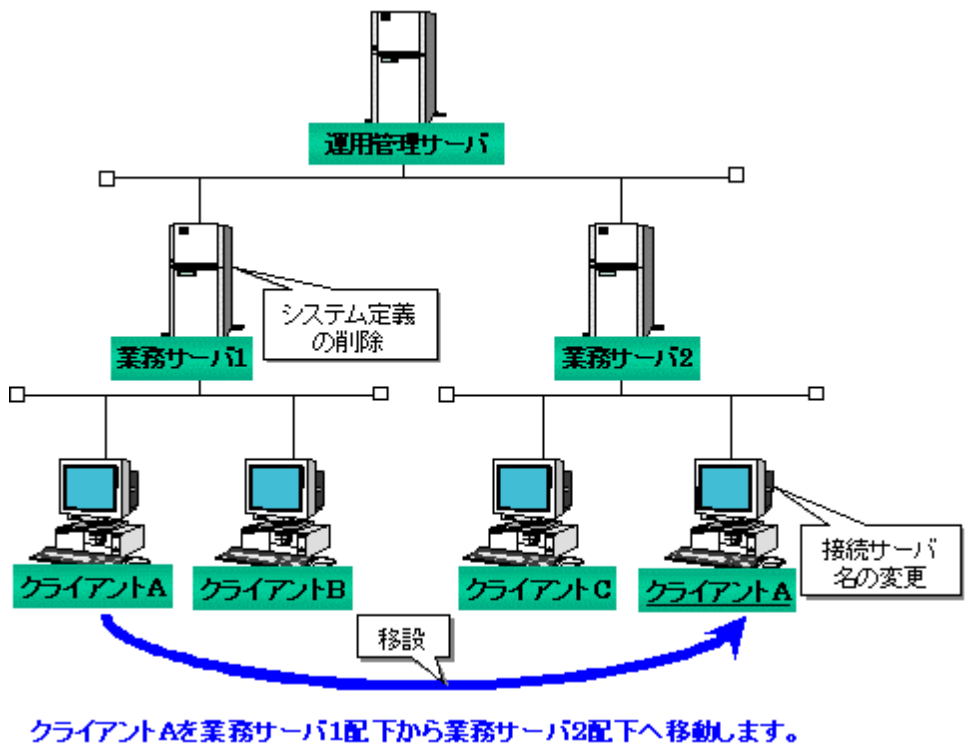 運用管理サーバ
システム定義
の削除
業務サーバ1
業務サーバ2
接続サーバ
名の変更
クライアントA
クライアントB
クライアントC
クライアントA
移設
クライアントAを業務サーバ1配下から業務サーバ2配下へ移動します。